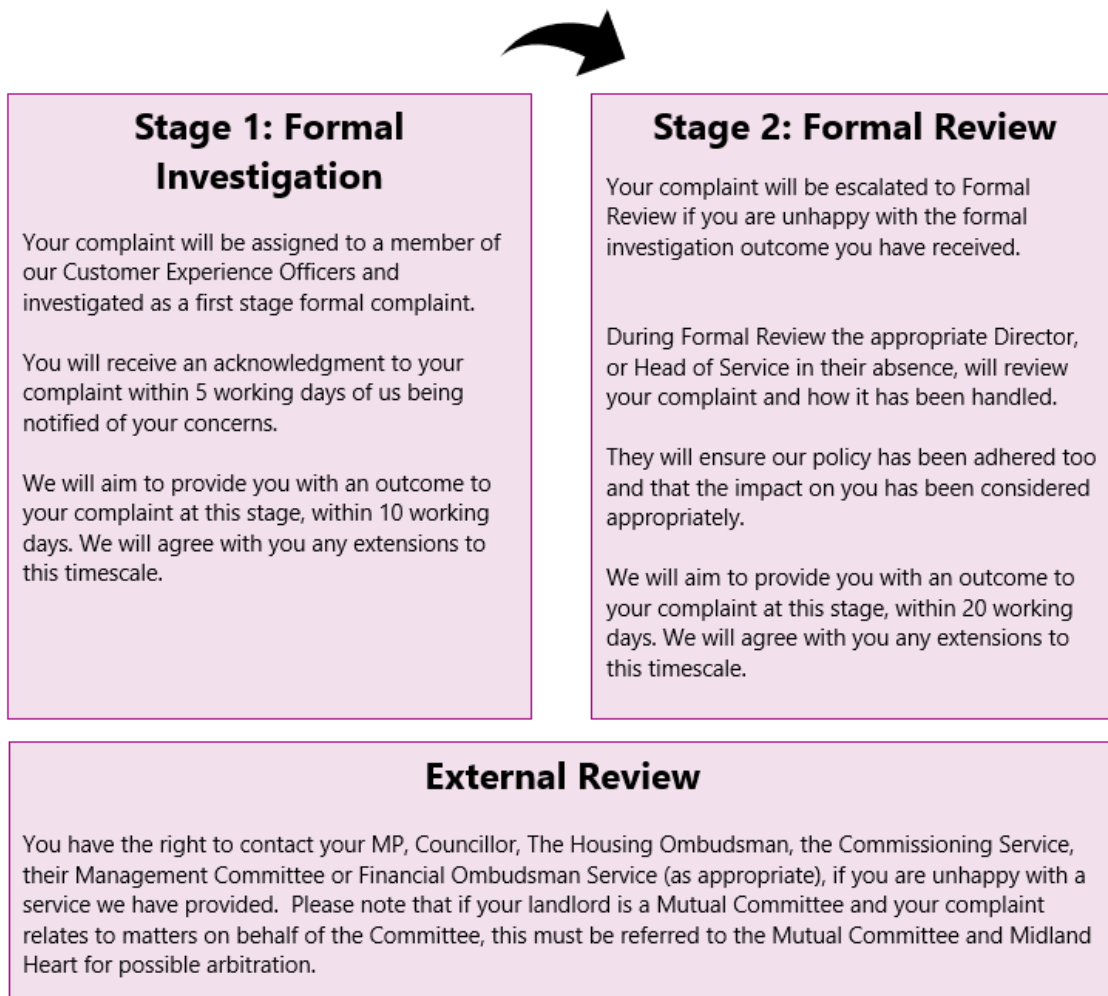 Stage 1: Formal
Investigation
Your complaint will be assigned to a member of
our Customer Experience Officers and
investigated as a first stage formal complaint.
You will receive an acknowledgment to your
complaint within 5 working days of us being
notified of your concerns.
We will aim to provide you with an outcome to
your complaint at this stage, within 10 working
days. We will agree with you any extensions to
this timescale.
Stage 2: Formal Review
Your complaint will be escalated to Formal
Review if you are unhappy with the formal
investigation outcome you have received.
During Formal Review the appropriate Director,
or Head of Service in their absence, will review
your complaint and how it has been handled.
They will ensure our policy has been adhered too
and that the impact on you has been considered
appropriately.
We will aim to provide you with an outcome to
your complaint at this stage, within 20 working
days. We will agree with you any extensions to
this timescale.
External Review
You have the right to contact your MP, Councillor, The Housing Ombudsman, the Commissioning Service,
their Management Committee or Financial Ombudsman Service (as appropriate), if you are unhappy with a
service we have provided.  Please note that if your landlord is a Mutual Committee and your complaint
relates to matters on behalf of the Committee, this must be referred to the Mutual Committee and Midland
Heart for possible arbitration.